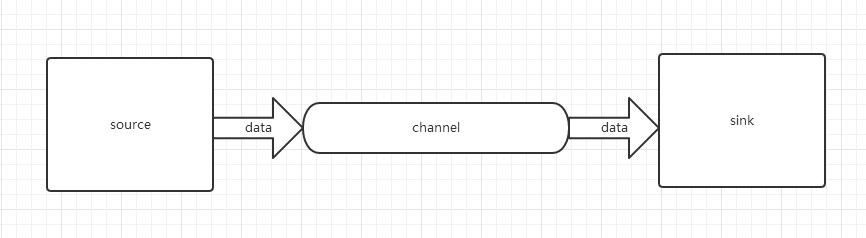 source
data
channel
data
sink